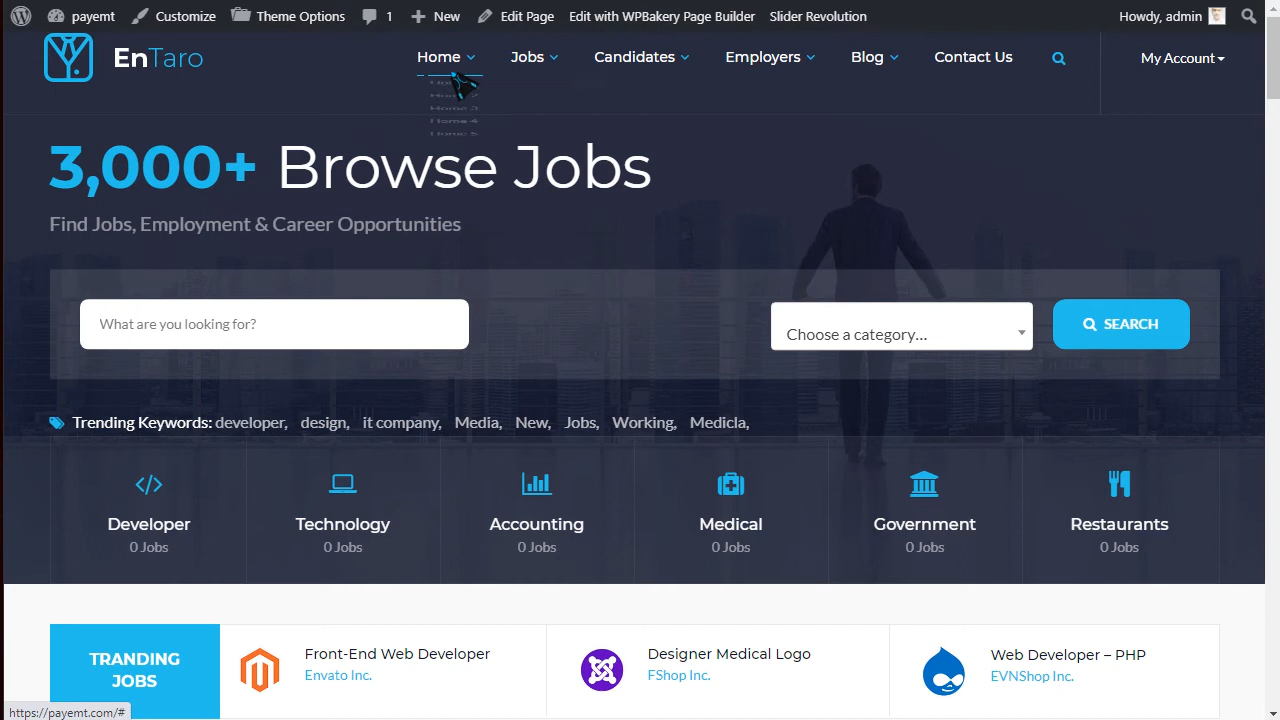 payemt Customize Theme Options 1 New Edit Page Edit with WPBakery Page Builder Slider Revolution Howdy, admin
EnTaro Home Jobs Candidates Employers Blog Contact Us My Account
Home 2
Home 3
Home 4
Home 5
3,000+ Browse Jobs
Find Jobs, Employment & Career Opportunities
What are you looking for? Choose a category... SEARCH
Trending Keywords: developer, design, it company, Media, New, Jobs, Working, Medicla,
Developer Technology Accounting Medical Government Restaurants
0 Jobs 0 Jobs 0 Jobs 0 Jobs 0 Jobs 0 Jobs
TRANDING JOBS
Front-End Web Developer
Envato Inc.
Designer Medical Logo
FShop Inc.
Web Developer – PHP
EVNShop Inc.
https://payemt.com/#